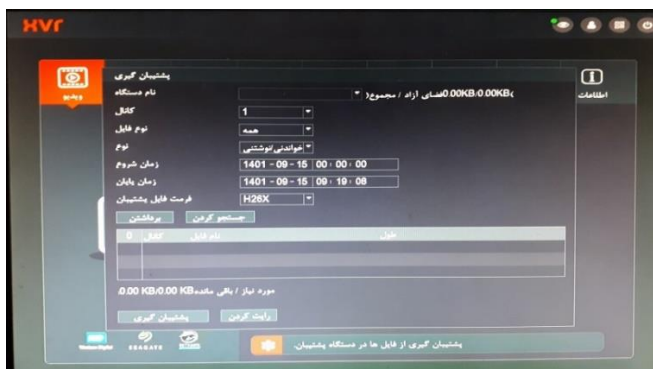 XVr
پشتیبان گیری
ویدیو
اطلاعات
نام دستگاه
0.00KB/0.00KB فضای آزاد / مجموع
کانال 1
نوع فایل همه
نوع خواندنی/نوشتنی
زمان شروع 1401 - 09 - 15 00 : 00 : 00
زمان پایان 1401 - 09 - 15 09 : 19 : 08
فرمت فایل پشتیبان H26X
برداشتن جستجو کردن
0 کانال نام فایل طول
0.00 KB/0.00 KB مورد نیاز / باقی مانده
پشتیبان گیری رایت کردن
SEAGATE
پشتیبان گیری از فایل ها در دستگاه پشتیبان.